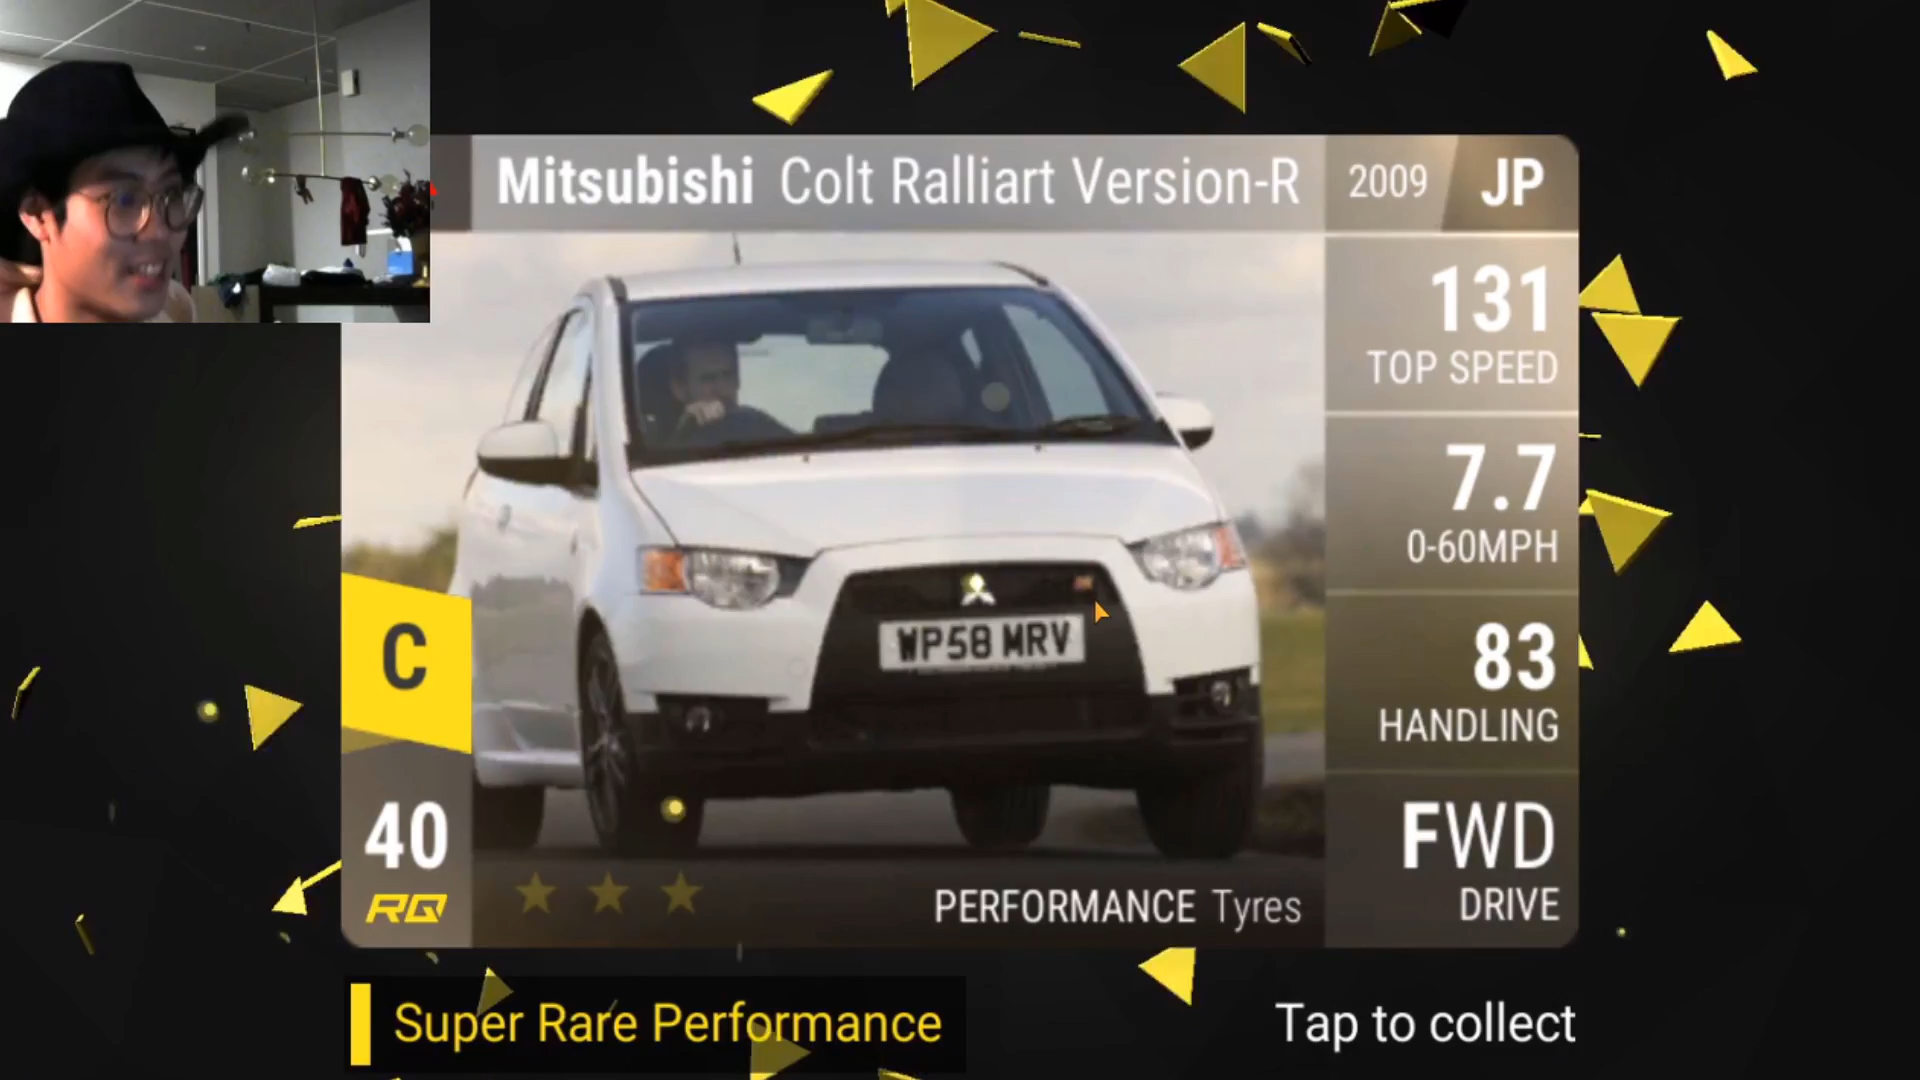 Mitsubishi Colt Ralliart Version-R 2009 JP
131
TOP SPEED
7.7
0-60MPH
83
HANDLING
FWD
DRIVE
C
40
RQ
WP58 MRV
PERFORMANCE Tyres
Super Rare Performance
Tap to collect